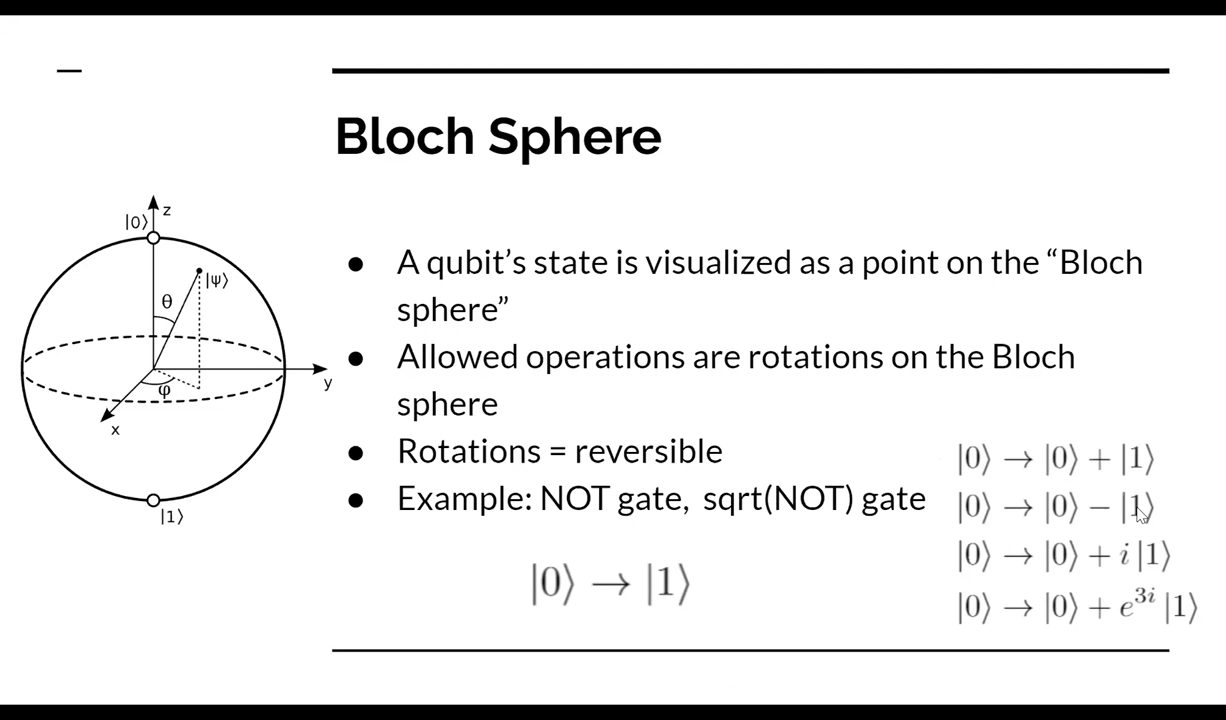 Bloch Sphere
|0⟩
z
|ψ⟩
θ
φ
y
x
|1⟩
● A qubit’s state is visualized as a point on the “Bloch
sphere”
● Allowed operations are rotations on the Bloch
sphere
● Rotations = reversible
● Example: NOT gate, sqrt(NOT) gate
|0⟩ → |1⟩
|0⟩ → |0⟩ + |1⟩
|0⟩ → |0⟩ − |1⟩
|0⟩ → |0⟩ + i |1⟩
|0⟩ → |0⟩ + e³ⁱ |1⟩